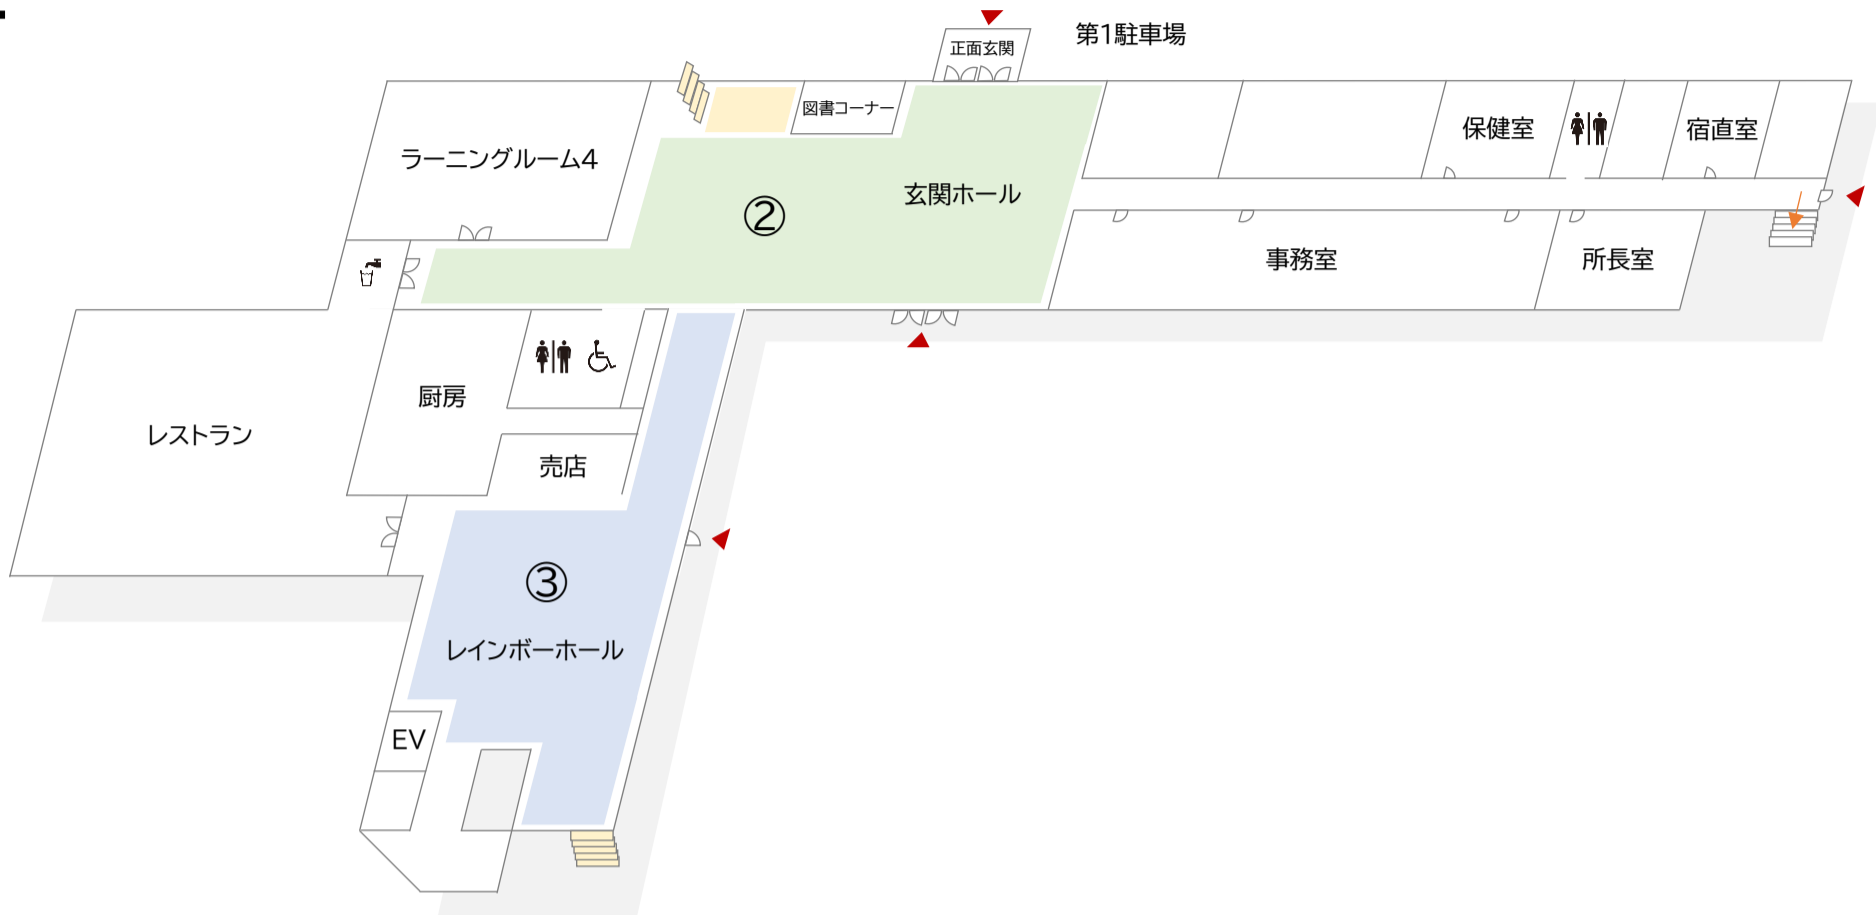 第1駐車場
正面玄関
図書コーナー
ラーニングルーム4
保健室
宿直室
玄関ホール
②
事務室
所長室
厨房
レストラン
売店
③
レインボーホール
EV